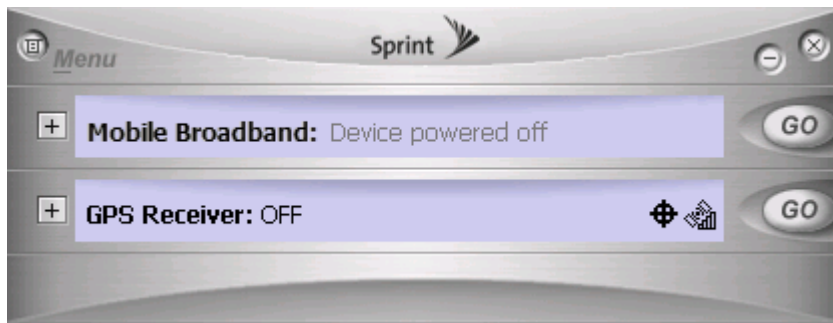 Menu
Sprint
Mobile Broadband: Device powered off
GO
GPS Receiver: OFF
GO